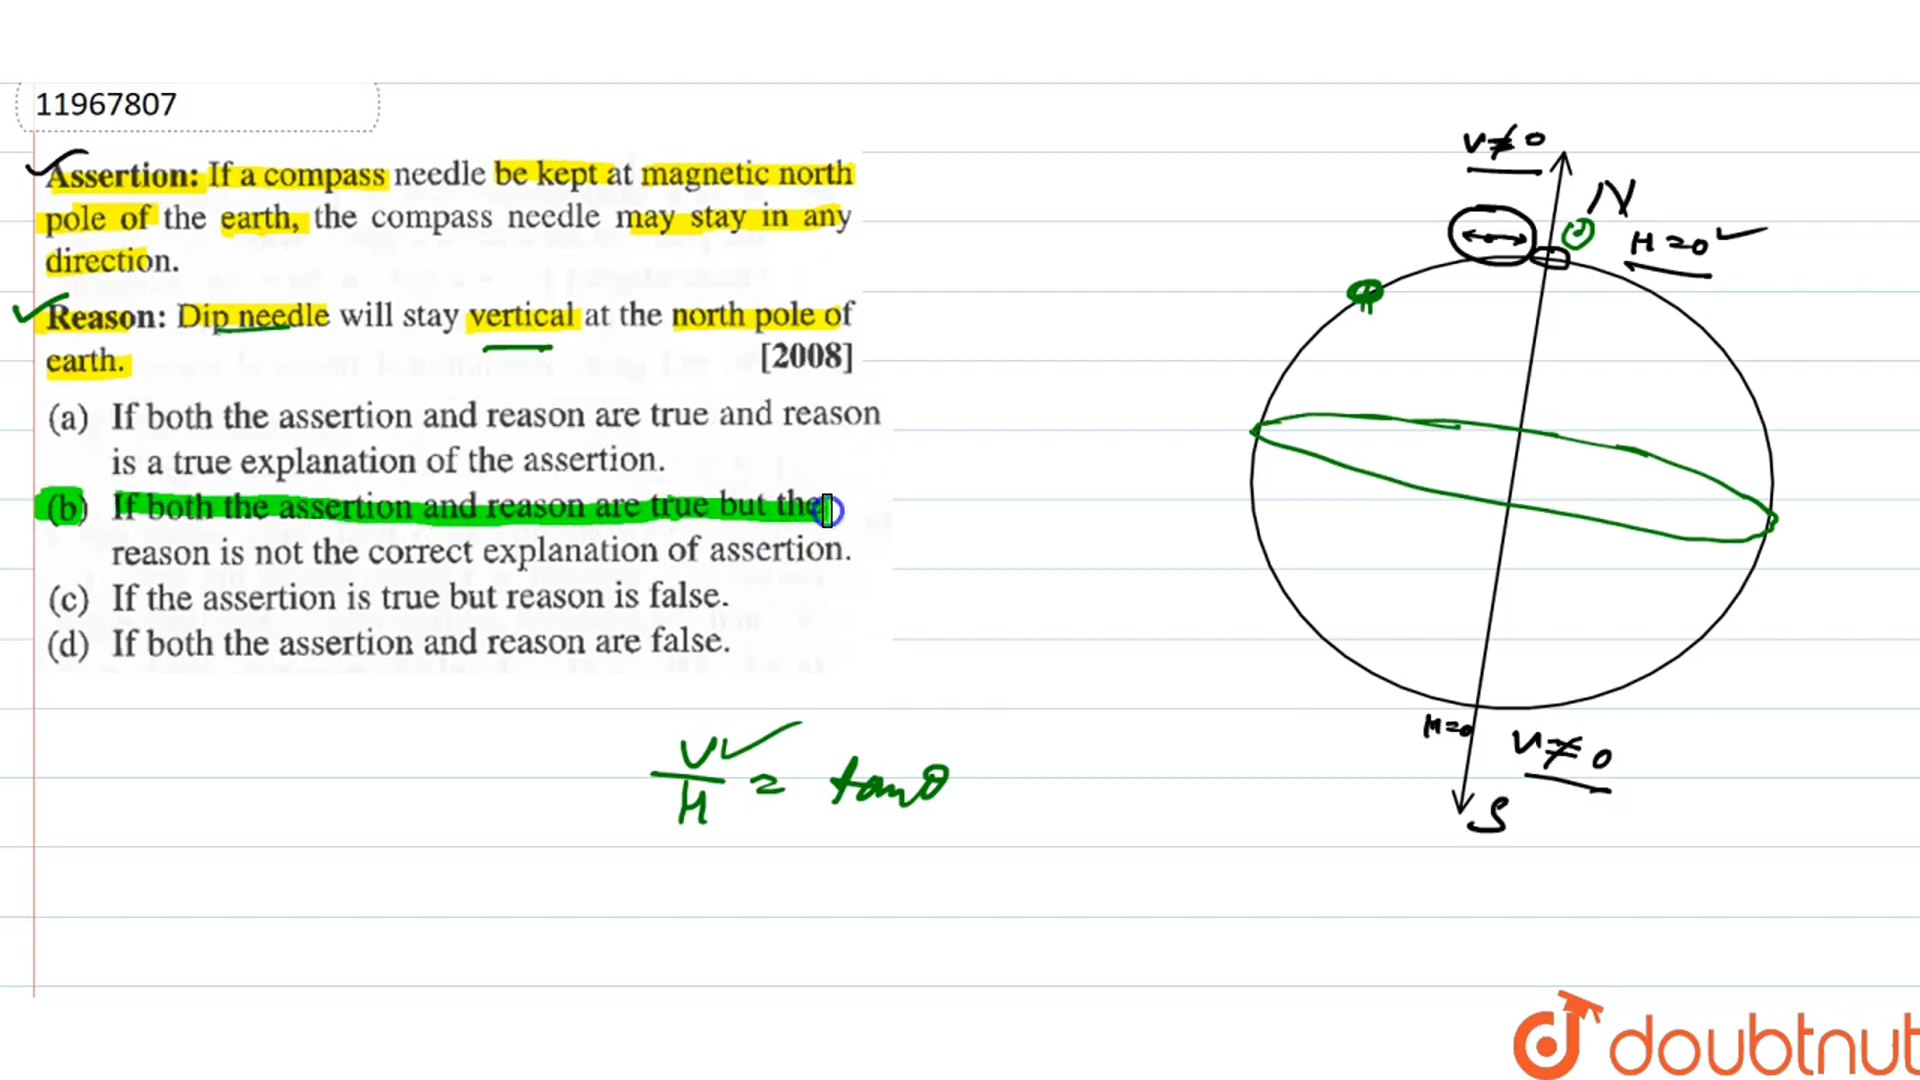 11967807
Assertion: If a compass needle be kept at magnetic north
pole of the earth, the compass needle may stay in any
direction.
Reason: Dip needle will stay vertical at the north pole of
earth. [2008]
(a) If both the assertion and reason are true and reason
is a true explanation of the assertion.
(b) If both the assertion and reason are true but the
reason is not the correct explanation of assertion.
(c) If the assertion is true but reason is false.
(d) If both the assertion and reason are false.
V/H = tanθ
V≠0
N
H=0
H=0
V≠0
S
doubtnut